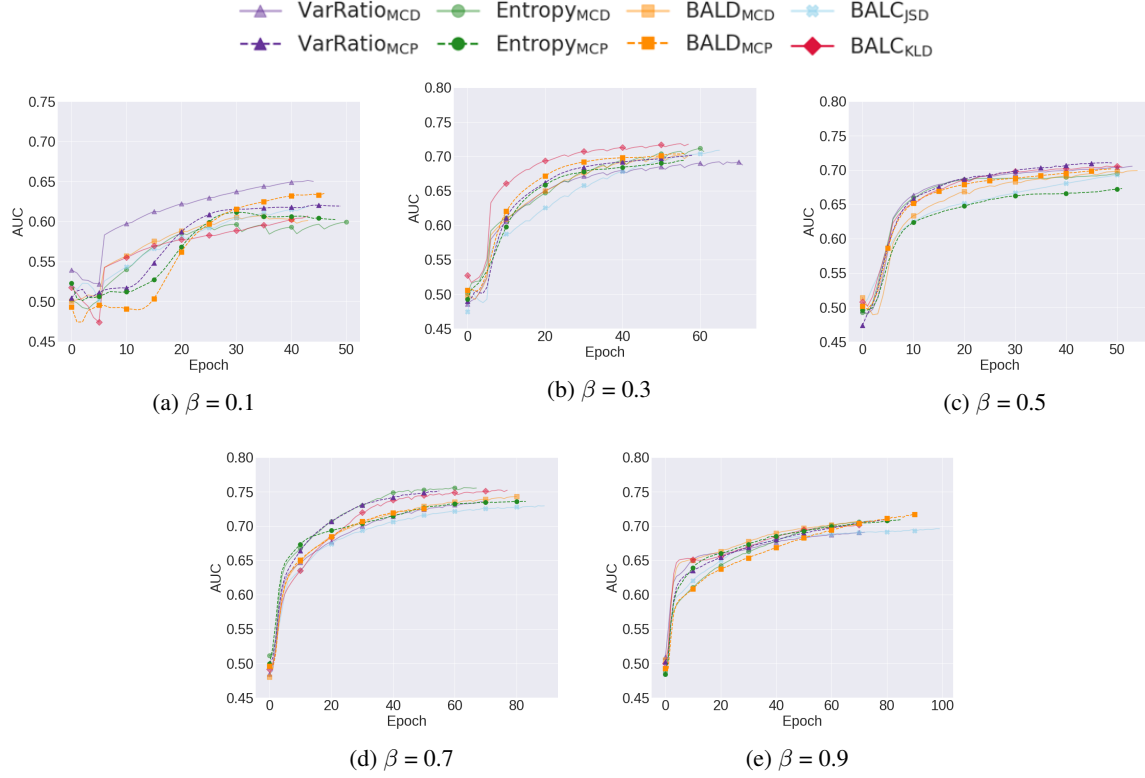 VarRatioMCD EntropyMCD BALDMCD BALCJSD
VarRatioMCP EntropyMCP BALDMCP BALCKLD
0.75
0.70
0.65
0.60
0.55
0.50
0.45
AUC
0 10 20 30 40 50
Epoch
(a) β = 0.1
0.80
0.75
0.70
0.65
0.60
0.55
0.50
0.45
AUC
0 20 40 60
Epoch
(b) β = 0.3
0.80
0.75
0.70
0.65
0.60
0.55
0.50
0.45
AUC
0 10 20 30 40 50
Epoch
(c) β = 0.5
0.80
0.75
0.70
0.65
0.60
0.55
0.50
0.45
AUC
0 20 40 60 80
Epoch
(d) β = 0.7
0.80
0.75
0.70
0.65
0.60
0.55
0.50
0.45
AUC
0 20 40 60 80 100
Epoch
(e) β = 0.9